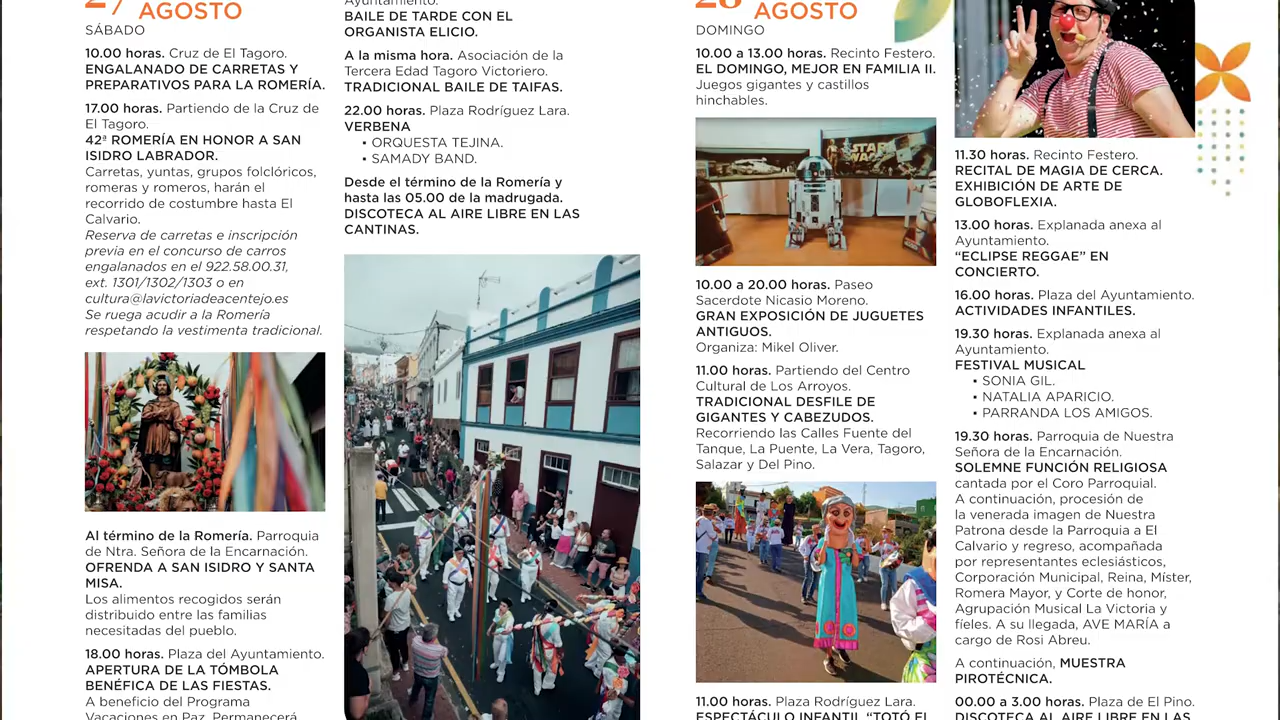 27
AGOSTO
SÁBADO
10.00 horas. Cruz de El Tagoro.
ENGALANADO DE CARRETAS Y
PREPARATIVOS PARA LA ROMERÍA.
17.00 horas. Partiendo de la Cruz de
El Tagoro.
42ª ROMERÍA EN HONOR A SAN
ISIDRO LABRADOR.
Carretas, yuntas, grupos folclóricos,
romeras y romeros, harán el
recorrido de costumbre hasta El
Calvario.
Reserva de carretas e inscripción
previa en el concurso de carros
engalanados en el 922.58.00.31,
ext. 1301/1302/1303 o en
cultura@lavictoriadeacentejo.es
Se ruega acudir a la Romería
respetando la vestimenta tradicional.
Al término de la Romería. Parroquia
de Ntra. Señora de la Encarnación.
OFRENDA A SAN ISIDRO Y SANTA
MISA.
Los alimentos recogidos serán
distribuido entre las familias
necesitadas del pueblo.
18.00 horas. Plaza del Ayuntamiento.
APERTURA DE LA TÓMBOLA
BENÉFICA DE LAS FIESTAS.
A beneficio del Programa
Vacaciones en Paz. Permanecerá
Ayuntamiento.
BAILE DE TARDE CON EL
ORGANISTA ELICIO.
A la misma hora. Asociación de la
Tercera Edad Tagoro Victoriero.
TRADICIONAL BAILE DE TAIFAS.
22.00 horas. Plaza Rodríguez Lara.
VERBENA
• ORQUESTA TEJINA.
• SAMADY BAND.
Desde el término de la Romería y
hasta las 05.00 de la madrugada.
DISCOTECA AL AIRE LIBRE EN LAS
CANTINAS.
28
AGOSTO
DOMINGO
10.00 a 13.00 horas. Recinto Festero.
EL DOMINGO, MEJOR EN FAMILIA II.
Juegos gigantes y castillos
hinchables.
STAR
WARS
10.00 a 20.00 horas. Paseo
Sacerdote Nicasio Moreno.
GRAN EXPOSICIÓN DE JUGUETES
ANTIGUOS.
Organiza: Mikel Oliver.
11.00 horas. Partiendo del Centro
Cultural de Los Arroyos.
TRADICIONAL DESFILE DE
GIGANTES Y CABEZUDOS.
Recorriendo las Calles Fuente del
Tanque, La Puente, La Vera, Tagoro,
Salazar y Del Pino.
11.00 horas. Plaza Rodríguez Lara.
ESPECTÁCULO INFANTIL “TOTÓ EL
11.30 horas. Recinto Festero.
RECITAL DE MAGIA DE CERCA.
EXHIBICIÓN DE ARTE DE
GLOBOFLEXIA.
13.00 horas. Explanada anexa al
Ayuntamiento.
“ECLIPSE REGGAE” EN
CONCIERTO.
16.00 horas. Plaza del Ayuntamiento.
ACTIVIDADES INFANTILES.
19.30 horas. Explanada anexa al
Ayuntamiento.
FESTIVAL MUSICAL
• SONIA GIL.
• NATALIA APARICIO.
• PARRANDA LOS AMIGOS.
19.30 horas. Parroquia de Nuestra
Señora de la Encarnación.
SOLEMNE FUNCIÓN RELIGIOSA
cantada por el Coro Parroquial.
A continuación, procesión de
la venerada imagen de Nuestra
Patrona desde la Parroquia a El
Calvario y regreso, acompañada
por representantes eclesiásticos,
Corporación Municipal, Reina, Míster,
Romera Mayor, y Corte de honor,
Agrupación Musical La Victoria y
fíeles. A su llegada, AVE MARÍA a
cargo de Rosi Abreu.
A continuación, MUESTRA
PIROTÉCNICA.
00.00 a 3.00 horas. Plaza de El Pino.
DISCOTECA AL AIRE LIBRE EN LAS